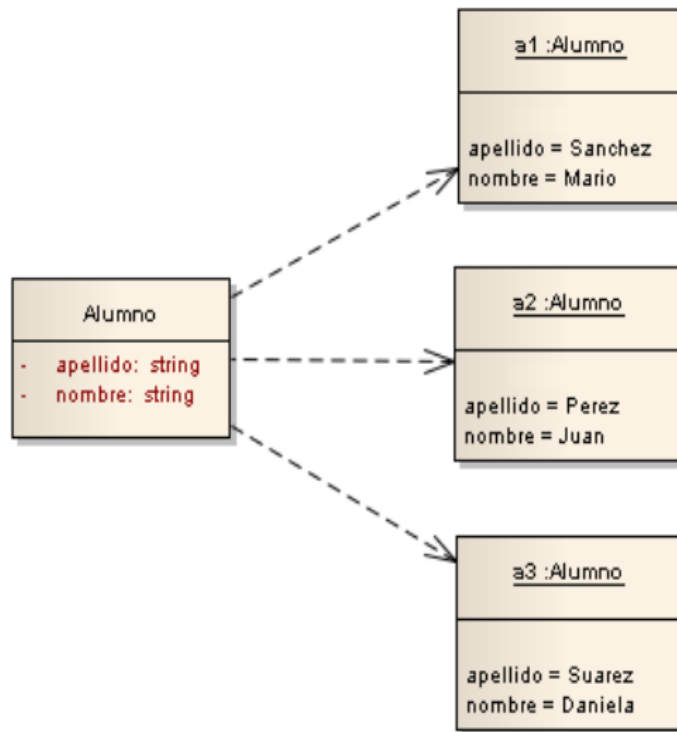 Alumno
- apellido: string
- nombre: string
a1 :Alumno
apellido = Sanchez
nombre = Mario
a2 :Alumno
apellido = Perez
nombre = Juan
a3 :Alumno
apellido = Suarez
nombre = Daniela